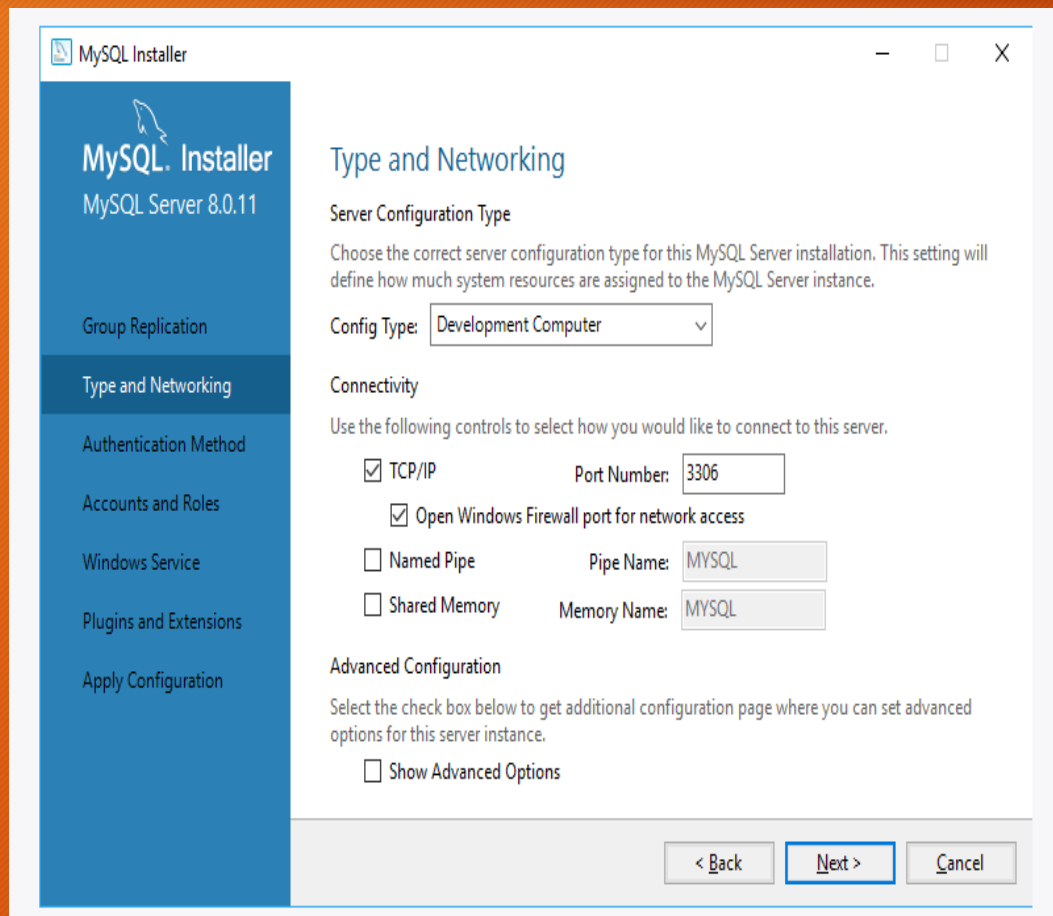 MySQL Installer
MySQL. Installer
MySQL Server 8.0.11
Group Replication
Type and Networking
Authentication Method
Accounts and Roles
Windows Service
Plugins and Extensions
Apply Configuration
Type and Networking
Server Configuration Type
Choose the correct server configuration type for this MySQL Server installation. This setting will
define how much system resources are assigned to the MySQL Server instance.
Config Type: Development Computer
Connectivity
Use the following controls to select how you would like to connect to this server.
TCP/IP Port Number: 3306
Open Windows Firewall port for network access
Named Pipe Pipe Name: MYSQL
Shared Memory Memory Name: MYSQL
Advanced Configuration
Select the check box below to get additional configuration page where you can set advanced
options for this server instance.
Show Advanced Options
< Back Next > Cancel